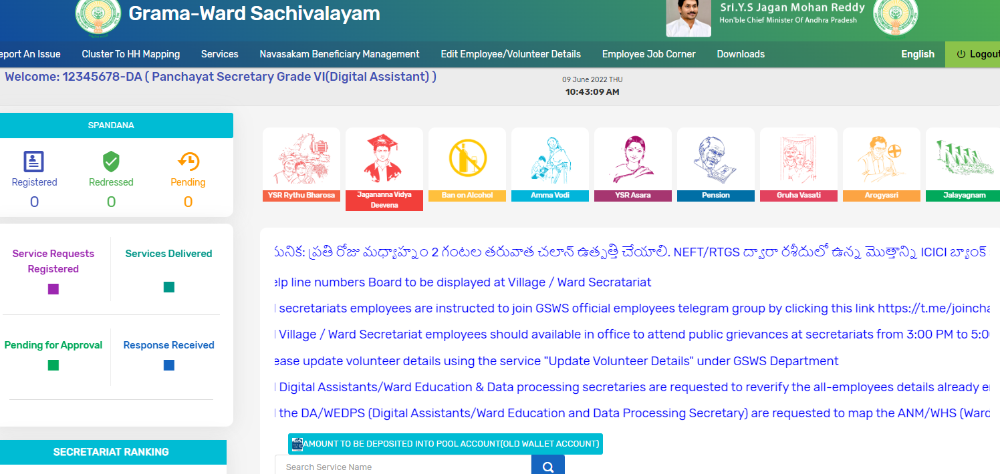 Grama-Ward Sachivalayam
Sri.Y.S Jagan Mohan Reddy
Hon'ble Chief Minister Of Andhra Pradesh
eport An Issue Cluster To HH Mapping Services Navasakam Beneficiary Management Edit Employee/Volunteer Details Employee Job Corner Downloads English Logout
Welcome: 12345678-DA ( Panchayat Secretary Grade VI(Digital Assistant) )
09 June 2022 THU
10:43:09 AM
SPANDANA
Registered Redressed Pending
0 0 0
Service Requests
Registered
Services Delivered
Pending for Approval Response Received
SECRETARIAT RANKING
YSR Rythu Bharosa
Jagananna Vidya
Deevena
Ban on Alcohol
Amma Vodi
YSR Asara
Pension
Gruha Vasati
Arogyasri
Jalayagnam
మనిక: ప్రతి రోజు మధ్యాహ్నం 2 గంటల తరువాత చలాన్ ఉత్పత్తి చేయాలి. NEFT/RTGS ద్వారా రశీదులో ఉన్న మొత్తాన్ని ICICI బ్యాంక్
elp line numbers Board to be displayed at Village / Ward Secratariat
l secretariats employees are instructed to join GSWS official employees telegram group by clicking this link https://t.me/joincha
l Village / Ward Secretariat employees should available in office to attend public grievances at secretariats from 3:00 PM to 5:00
ease update volunteer details using the service "Update Volunteer Details" under GSWS Department
l Digital Assistants/Ward Education & Data processing secretaries are requested to reverify the all-employees details already e
l the DA/WEDPS (Digital Assistants/Ward Education and Data Processing Secretary) are requested to map the ANM/WHS (Ward
AMOUNT TO BE DEPOSITED INTO POOL ACCOUNT(OLD WALLET ACCOUNT)
Search Service Name